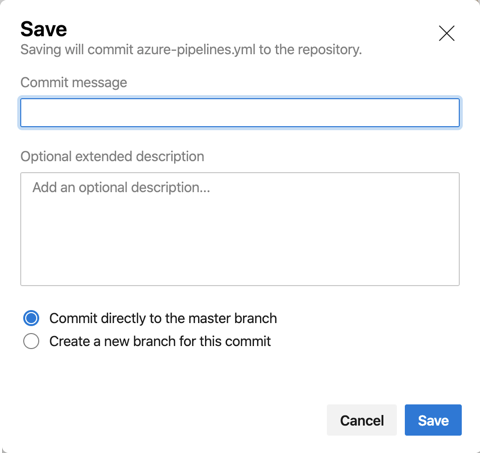 Save
Saving will commit azure-pipelines.yml to the repository.
Commit message
Optional extended description
Add an optional description...
Commit directly to the master branch
Create a new branch for this commit
Cancel
Save